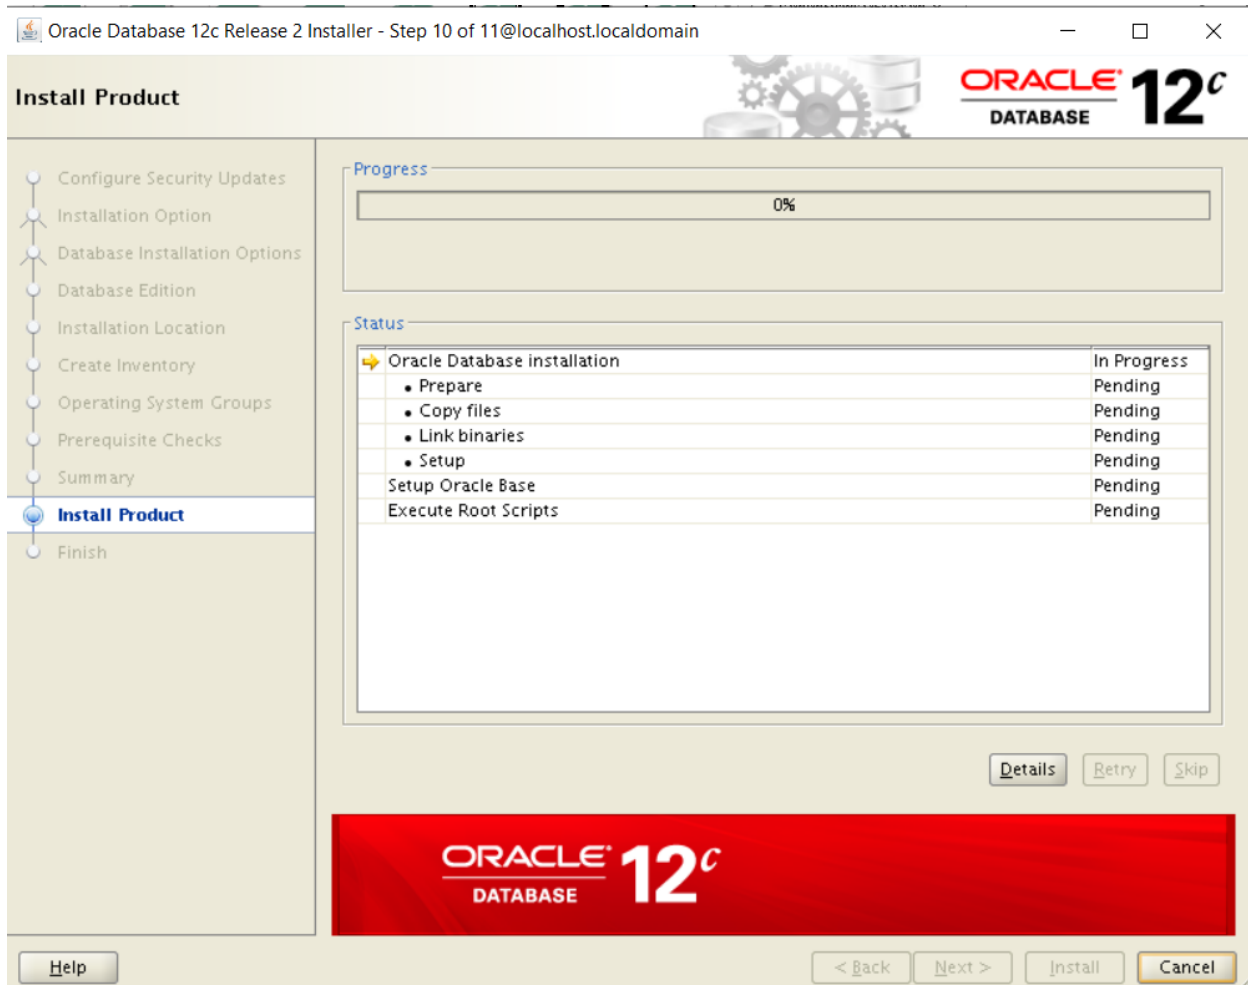 Oracle Database 12c Release 2 Installer - Step 10 of 11@localhost.localdomain
Install Product
ORACLE
DATABASE
12c
Configure Security Updates
Installation Option
Database Installation Options
Database Edition
Installation Location
Create Inventory
Operating System Groups
Prerequisite Checks
Summary
Install Product
Finish
Progress
0%
Status
Oracle Database installation In Progress
• Prepare Pending
• Copy files Pending
• Link binaries Pending
• Setup Pending
Setup Oracle Base Pending
Execute Root Scripts Pending
Details Retry Skip
ORACLE
DATABASE
12c
Help < Back Next > Install Cancel